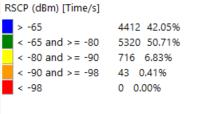 RSCP (dBm) [Time/s]
> -65 4412 42.05%
< -65 and >= -80 5320 50.71%
< -80 and >= -90 716 6.83%
< -90 and >= -98 43 0.41%
< -98 0 0.00%